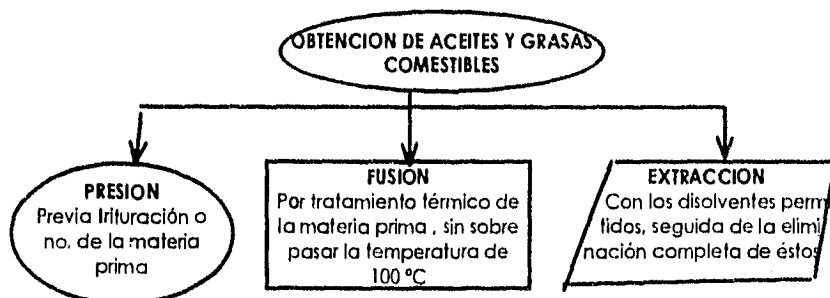 OBTENCION DE ACEITES Y GRASAS
COMESTIBLES
PRESION
Previa Irituración o
no, de la materia
prima
FUSION
Por tratamiento térmico de
la materia prima , sin sobre
pasar la temperatura de
100 ºC
EXTRACCION
Con los disolventes perm
tidos, seguida de la elimi
nación completa de éstos